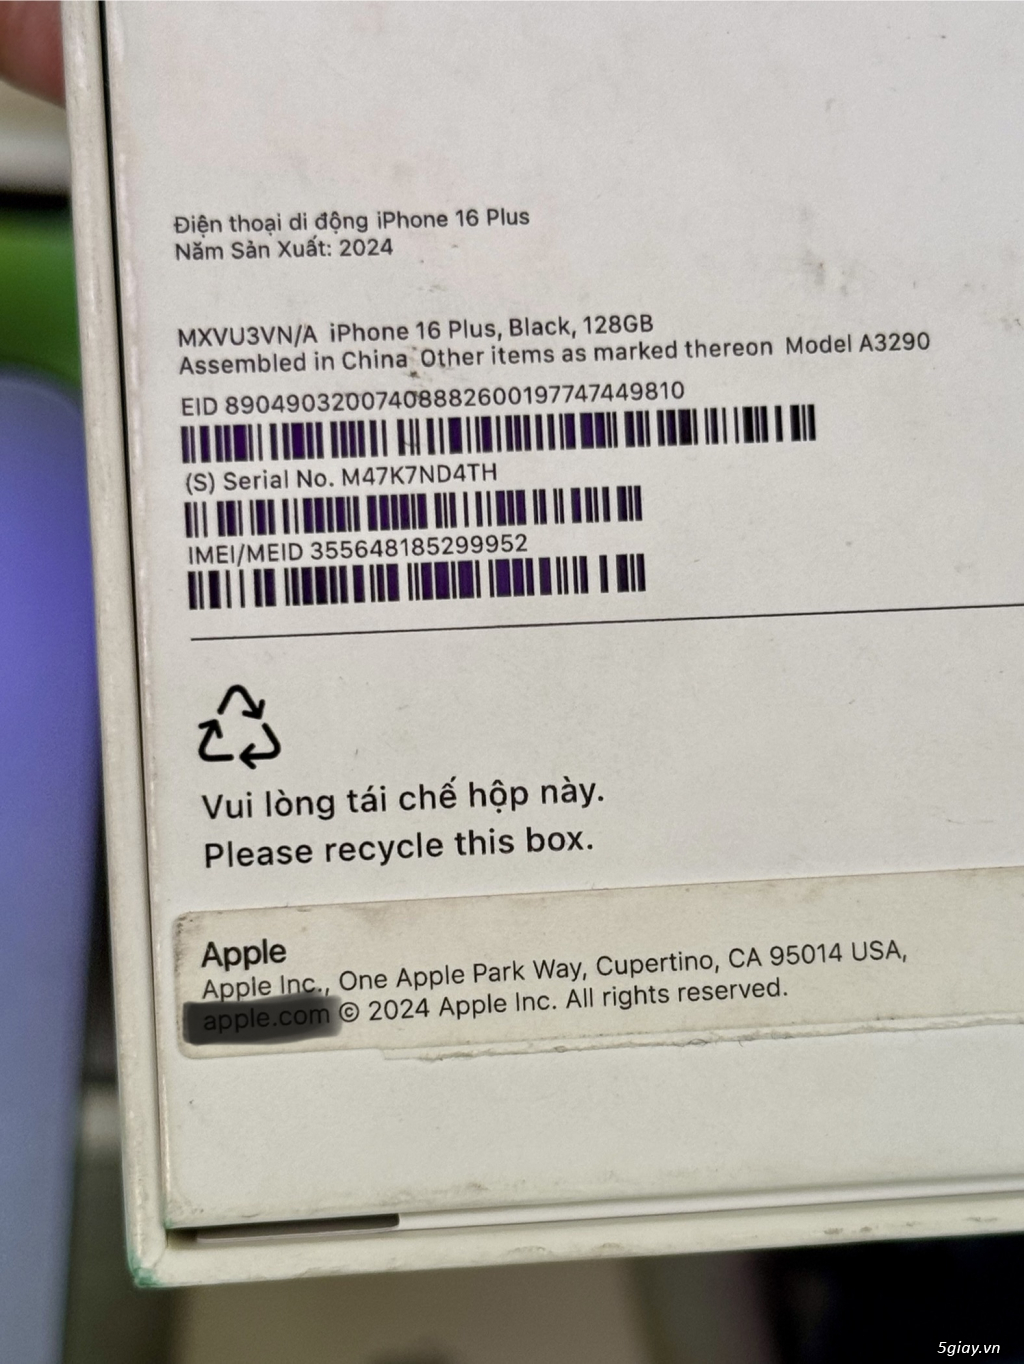 Điện thoại di động iPhone 16 Plus
Năm Sản Xuất: 2024
MXVU3VN/A iPhone 16 Plus, Black, 128GB
Assembled in China Other items as marked thereon Model A3290
EID 89049032007408882600197747449810
(S) Serial No. M47K7ND4TH
IMEI/MEID 355648185299952
Vui lòng tái chế hộp này.
Please recycle this box.
Apple
Apple Inc., One Apple Park Way, Cupertino, CA 95014 USA,
apple.com © 2024 Apple Inc. All rights reserved.
5giay.vn